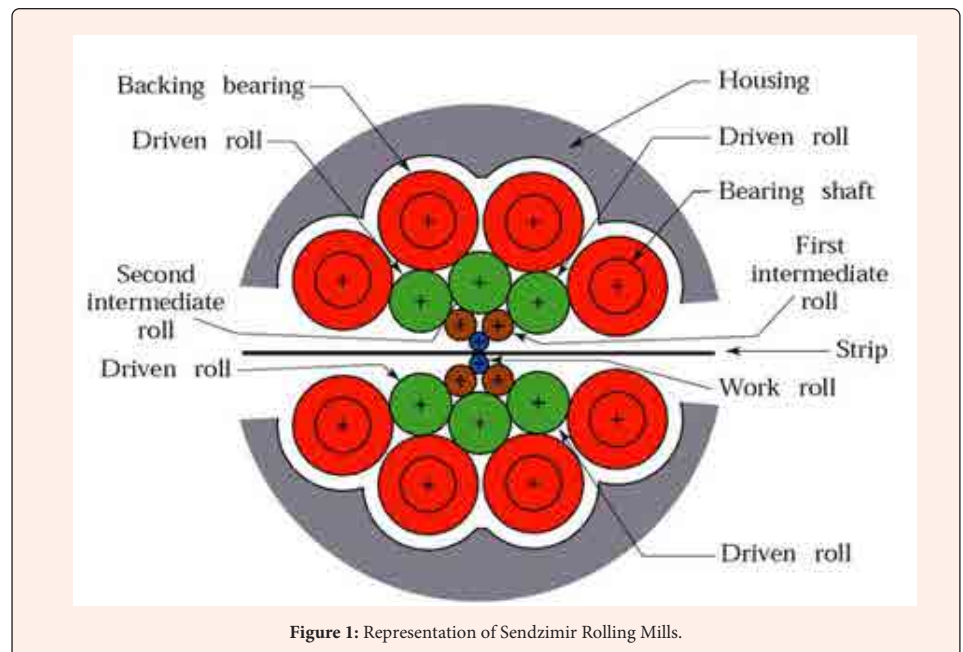 Backing bearing
Housing
Driven roll
Driven roll
Bearing shaft
Second
intermediate
roll
First
intermediate
roll
Strip
Driven roll
Work roll
Driven roll
Figure 1: Representation of Sendzimir Rolling Mills.